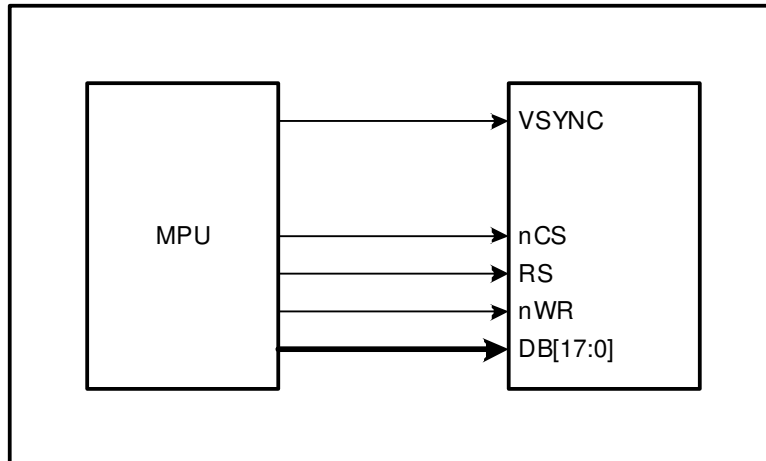 VSYNC
MPU
nCS
RS
nWR
DB[17:0]